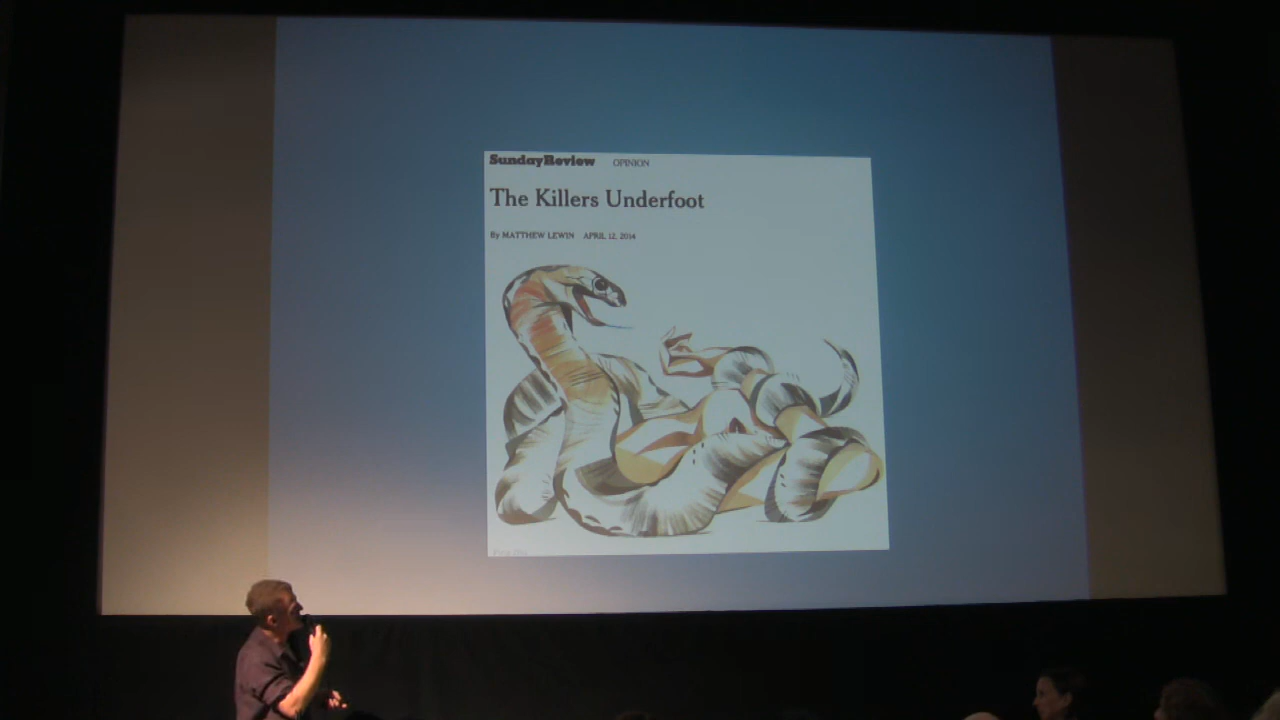 SundayReview OPINION
The Killers Underfoot
By MATTHEW LEWIN APRIL 12, 2014